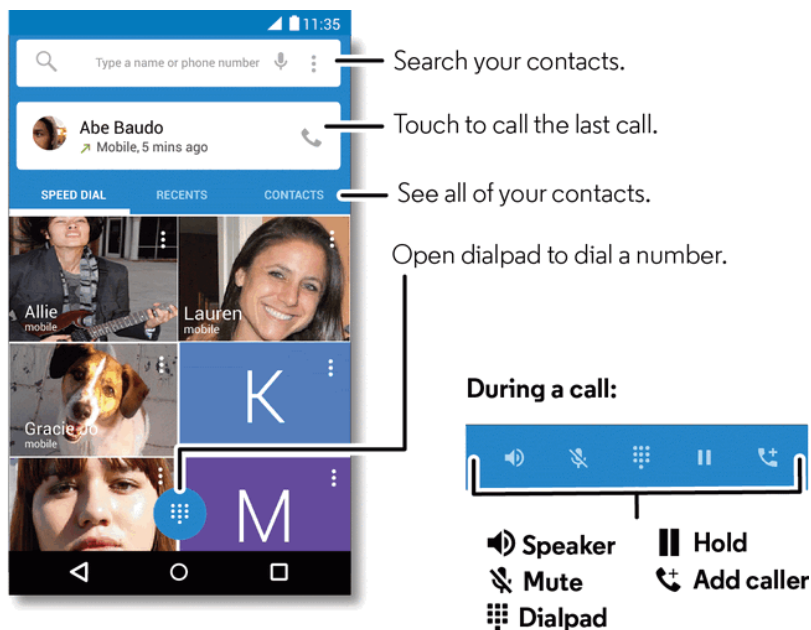 11:35
Type a name or phone number
Search your contacts.
Abe Baudo
Mobile, 5 mins ago
Touch to call the last call.
SPEED DIAL RECENTS CONTACTS
See all of your contacts.
Open dialpad to dial a number.
Allie
mobile
Lauren
mobile
Gracie Jo
mobile
K
M
During a call:
Speaker
Hold
Mute
Add caller
Dialpad